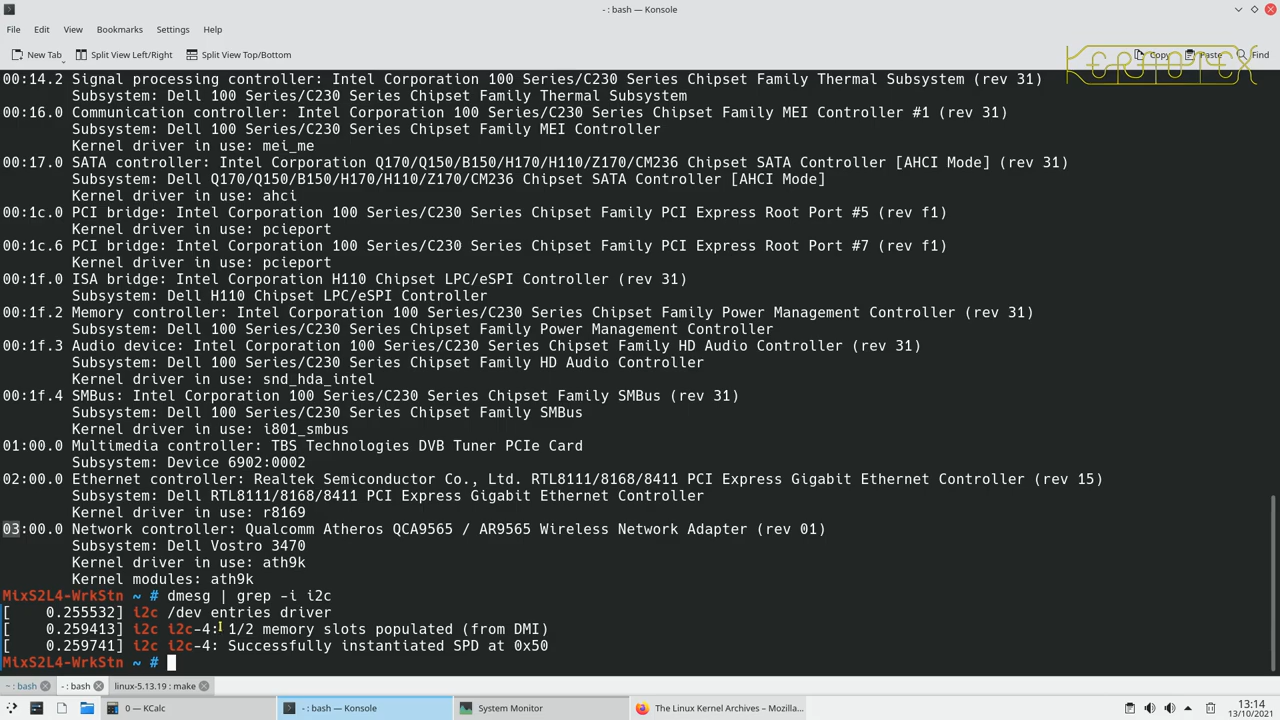 - : bash — Konsole
File Edit View Bookmarks Settings Help
New Tab Split View Left/Right Split View Top/Bottom Copy Paste Find
00:14.2 Signal processing controller: Intel Corporation 100 Series/C230 Series Chipset Family Thermal Subsystem (rev 31)
Subsystem: Dell 100 Series/C230 Series Chipset Family Thermal Subsystem
00:16.0 Communication controller: Intel Corporation 100 Series/C230 Series Chipset Family MEI Controller #1 (rev 31)
Subsystem: Dell 100 Series/C230 Series Chipset Family MEI Controller
Kernel driver in use: mei_me
00:17.0 SATA controller: Intel Corporation Q170/Q150/B150/H170/H110/Z170/CM236 Chipset SATA Controller [AHCI Mode] (rev 31)
Subsystem: Dell Q170/Q150/B150/H170/H110/Z170/CM236 Chipset SATA Controller [AHCI Mode]
Kernel driver in use: ahci
00:1c.0 PCI bridge: Intel Corporation 100 Series/C230 Series Chipset Family PCI Express Root Port #5 (rev f1)
Kernel driver in use: pcieport
00:1c.6 PCI bridge: Intel Corporation 100 Series/C230 Series Chipset Family PCI Express Root Port #7 (rev f1)
Kernel driver in use: pcieport
00:1f.0 ISA bridge: Intel Corporation H110 Chipset LPC/eSPI Controller (rev 31)
Subsystem: Dell H110 Chipset LPC/eSPI Controller
00:1f.2 Memory controller: Intel Corporation 100 Series/C230 Series Chipset Family Power Management Controller (rev 31)
Subsystem: Dell 100 Series/C230 Series Chipset Family Power Management Controller
00:1f.3 Audio device: Intel Corporation 100 Series/C230 Series Chipset Family HD Audio Controller (rev 31)
Subsystem: Dell 100 Series/C230 Series Chipset Family HD Audio Controller
Kernel driver in use: snd_hda_intel
00:1f.4 SMBus: Intel Corporation 100 Series/C230 Series Chipset Family SMBus (rev 31)
Subsystem: Dell 100 Series/C230 Series Chipset Family SMBus
Kernel driver in use: i801_smbus
01:00.0 Multimedia controller: TBS Technologies DVB Tuner PCIe Card
Subsystem: Device 6902:0002
02:00.0 Ethernet controller: Realtek Semiconductor Co., Ltd. RTL8111/8168/8411 PCI Express Gigabit Ethernet Controller (rev 15)
Subsystem: Dell RTL8111/8168/8411 PCI Express Gigabit Ethernet Controller
Kernel driver in use: r8169
03:00.0 Network controller: Qualcomm Atheros QCA9565 / AR9565 Wireless Network Adapter (rev 01)
Subsystem: Dell Vostro 3470
Kernel driver in use: ath9k
Kernel modules: ath9k
MixS2L4-WrkStn ~ # dmesg | grep -i i2c
[    0.255532] i2c /dev entries driver
[    0.259413] i2c i2c-4: 1/2 memory slots populated (from DMI)
[    0.259741] i2c i2c-4: Successfully instantiated SPD at 0x50
MixS2L4-WrkStn ~ #
~ : bash - : bash linux-5.13.19 : make
0 — KCalc - : bash — Konsole System Monitor The Linux Kernel Archives – Mozilla... 13:14
13/10/2021